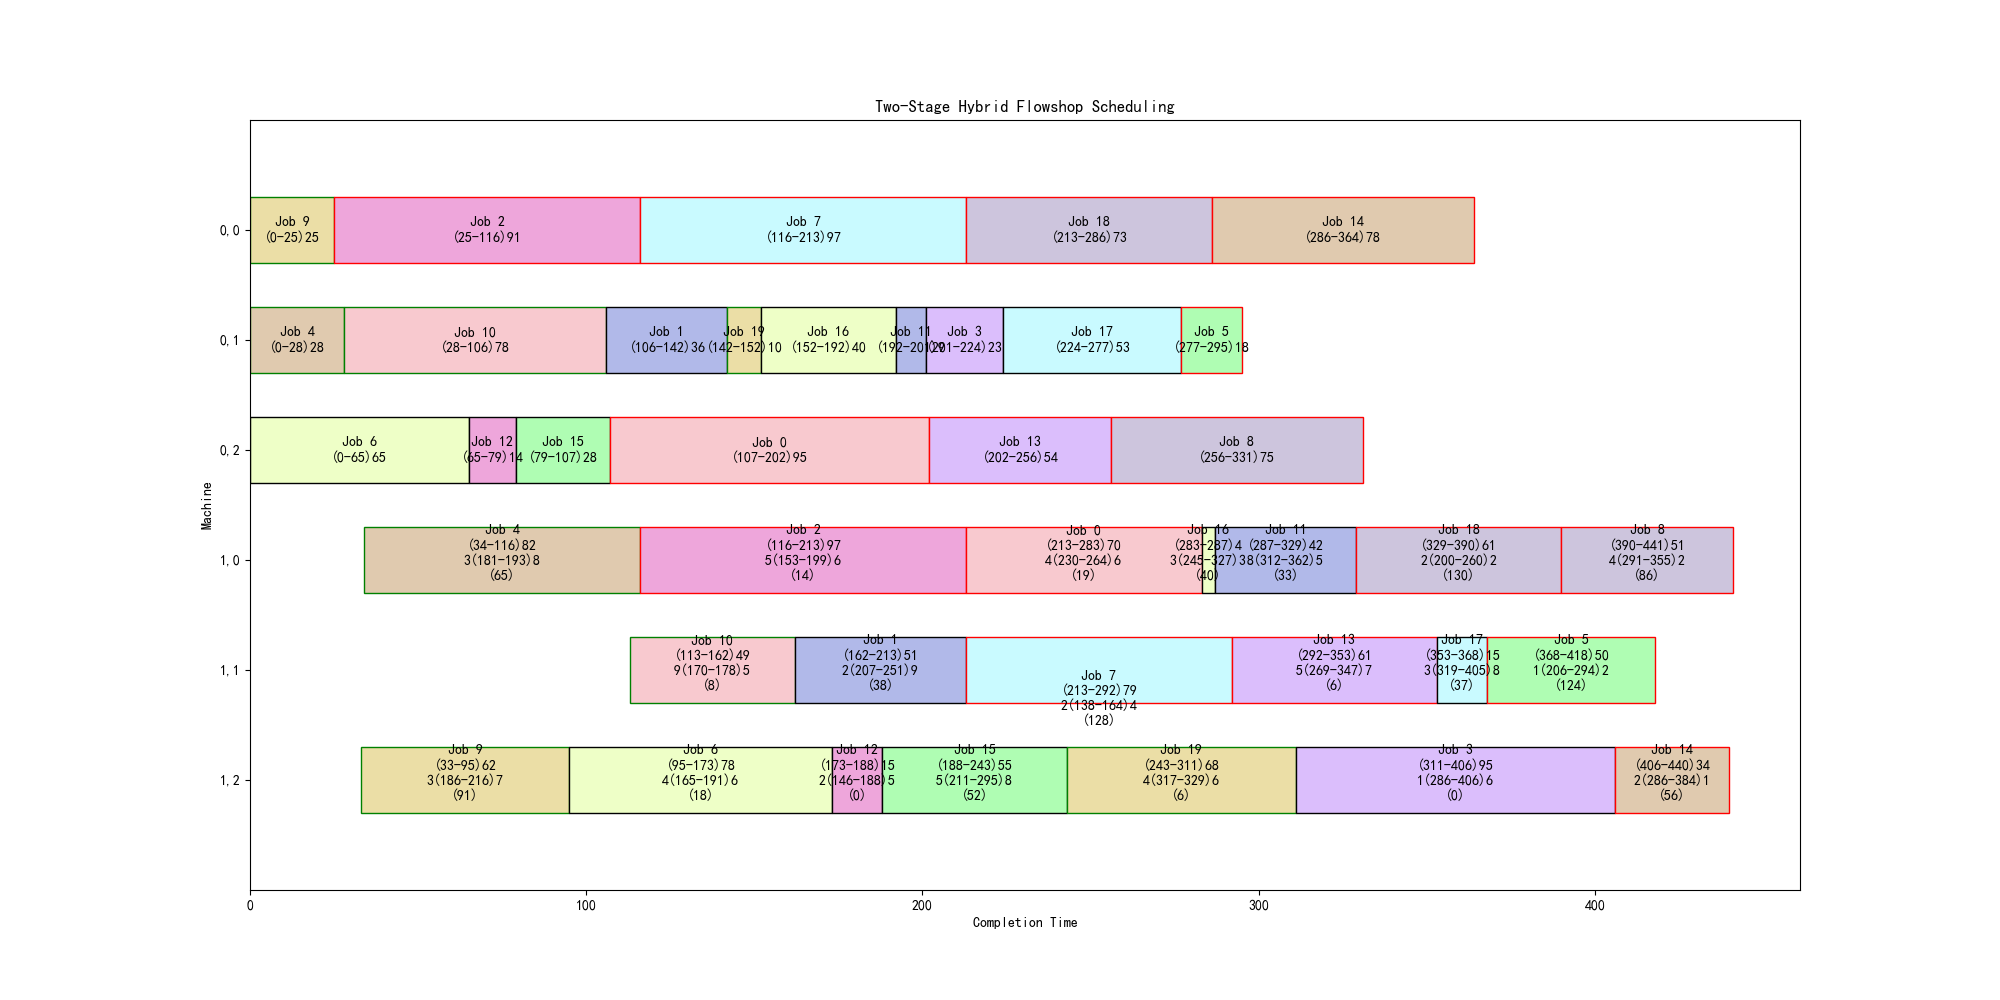 Two-Stage Hybrid Flowshop Scheduling
Machine
0,0
Job 9
(0-25)25
Job 2
(25-116)91
Job 7
(116-213)97
Job 18
(213-286)73
Job 14
(286-364)78
0,1
Job 4
(0-28)28
Job 10
(28-106)78
Job 1
(106-142)36
Job 19
(142-152)10
Job 16
(152-192)40
Job 11
(192-201)9
Job 3
(201-224)23
Job 17
(224-277)53
Job 5
(277-295)18
0,2
Job 6
(0-65)65
Job 12
(65-79)14
Job 15
(79-107)28
Job 0
(107-202)95
Job 13
(202-256)54
Job 8
(256-331)75
1,0
Job 4
(34-116)82
3(181-193)8
(65)
Job 2
(116-213)97
5(153-199)6
(14)
Job 0
(213-283)70
4(230-264)6
(19)
Job 16
(283-287)4
3(245-327)3
(40)
Job 11
(287-329)42
8(312-362)5
(33)
Job 18
(329-390)61
2(200-260)2
(130)
Job 8
(390-441)51
4(291-355)2
(86)
1,1
Job 10
(113-162)49
9(170-178)5
(8)
Job 1
(162-213)51
2(207-251)9
(38)
Job 7
(213-292)79
2(138-164)4
(128)
Job 13
(292-353)61
5(269-347)7
(6)
Job 17
(353-368)15
3(319-405)8
(37)
Job 5
(368-418)50
1(206-294)2
(124)
1,2
Job 9
(33-95)62
3(186-216)7
(91)
Job 6
(95-173)78
4(165-191)6
(18)
Job 12
(173-188)15
2(146-188)5
(0)
Job 15
(188-243)55
5(211-295)8
(52)
Job 19
(243-311)68
4(317-329)6
(6)
Job 3
(311-406)95
1(286-406)6
(0)
Job 14
(406-440)34
2(286-384)1
(56)
0
100
200
300
400
Completion Time